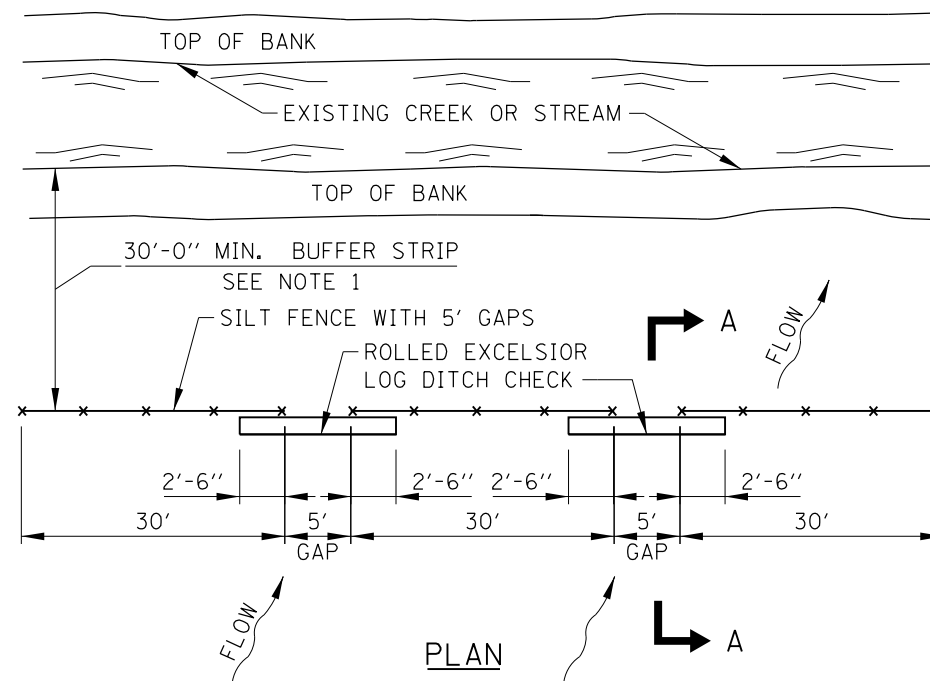 TOP OF BANK
EXISTING CREEK OR STREAM
TOP OF BANK
30'-0" MIN. BUFFER STRIP
SEE NOTE 1
SILT FENCE WITH 5' GAPS
A
FLOW
ROLLED EXCELSIOR
LOG DITCH CHECK
2'-6" 2'-6" 2'-6" 2'-6"
30' 5' 30' 5' 30'
GAP GAP
FLOW
A
PLAN